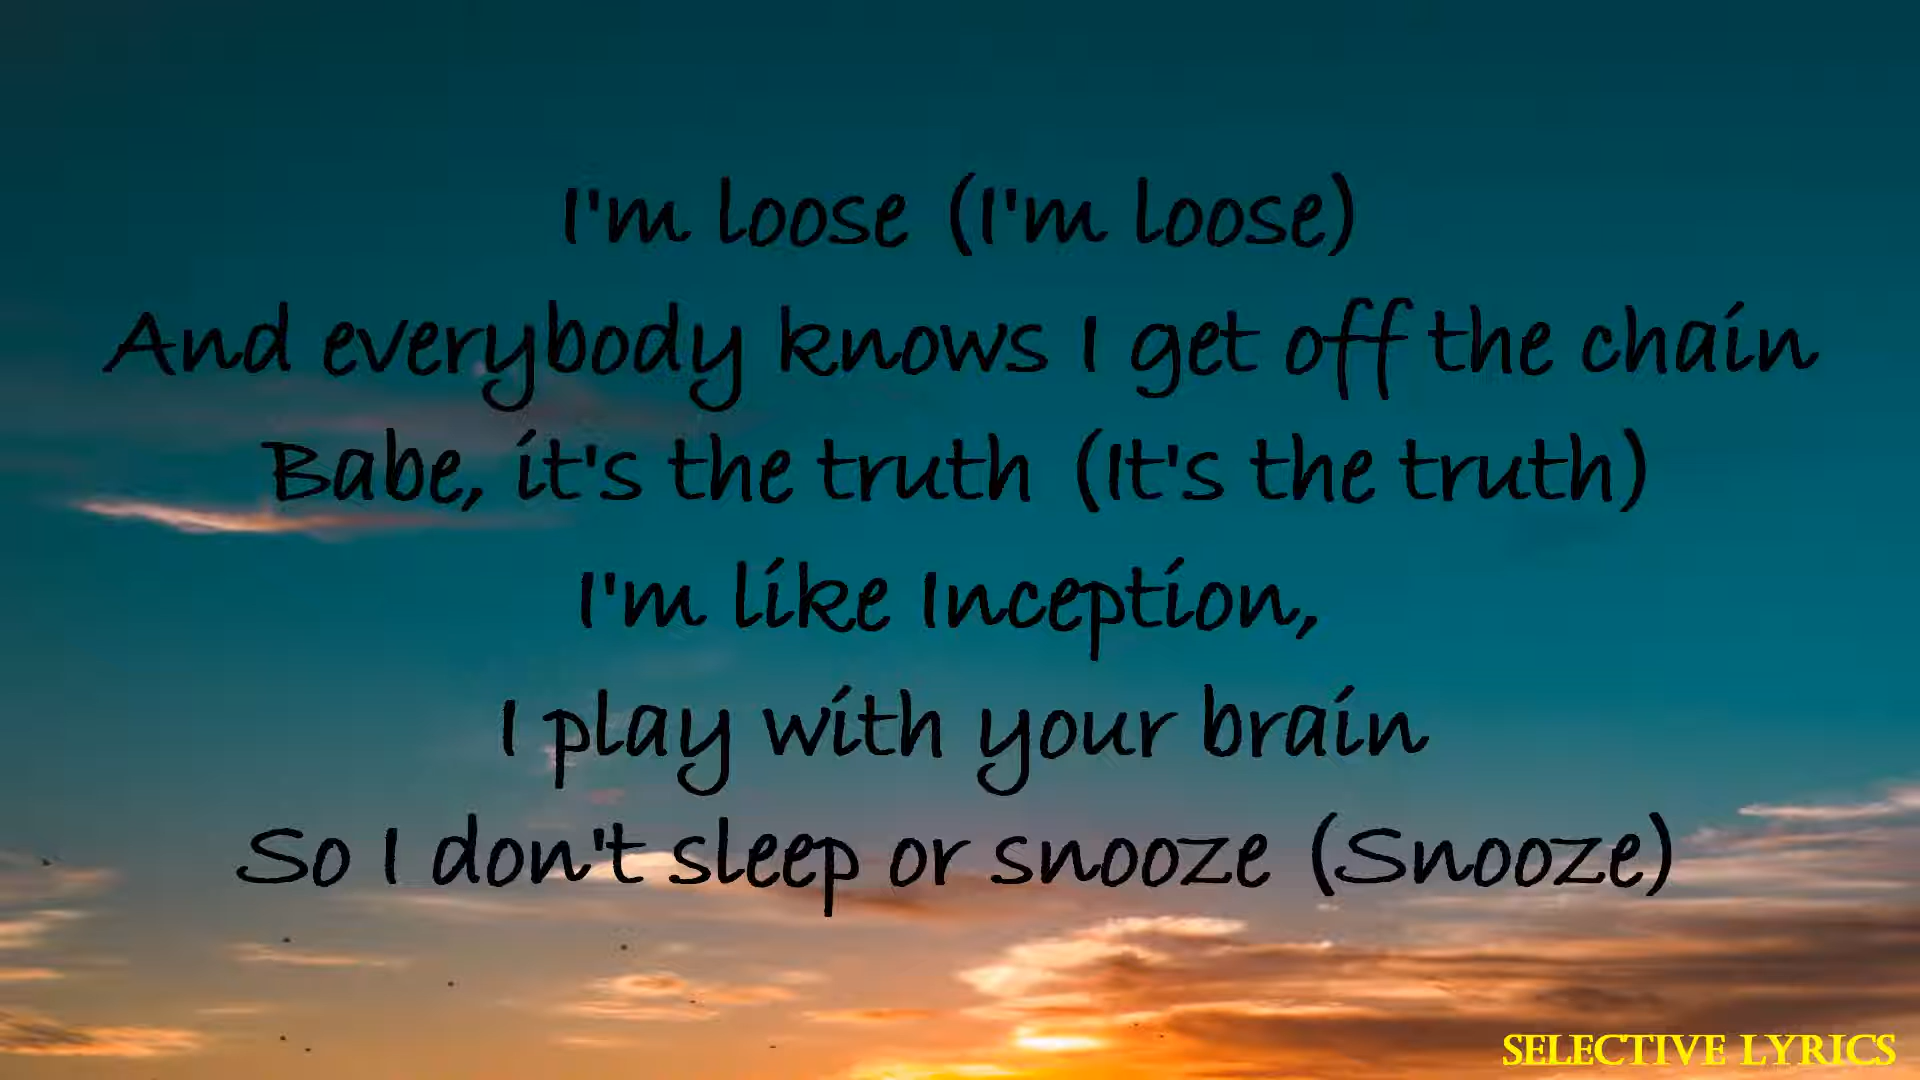 I'm loose (I'm loose)
And everybody knows I get off the chain
Babe, it's the truth (It's the truth)
I'm like Inception,
I play with your brain
So I don't sleep or snooze (Snooze)
SELECTIVE LYRICS